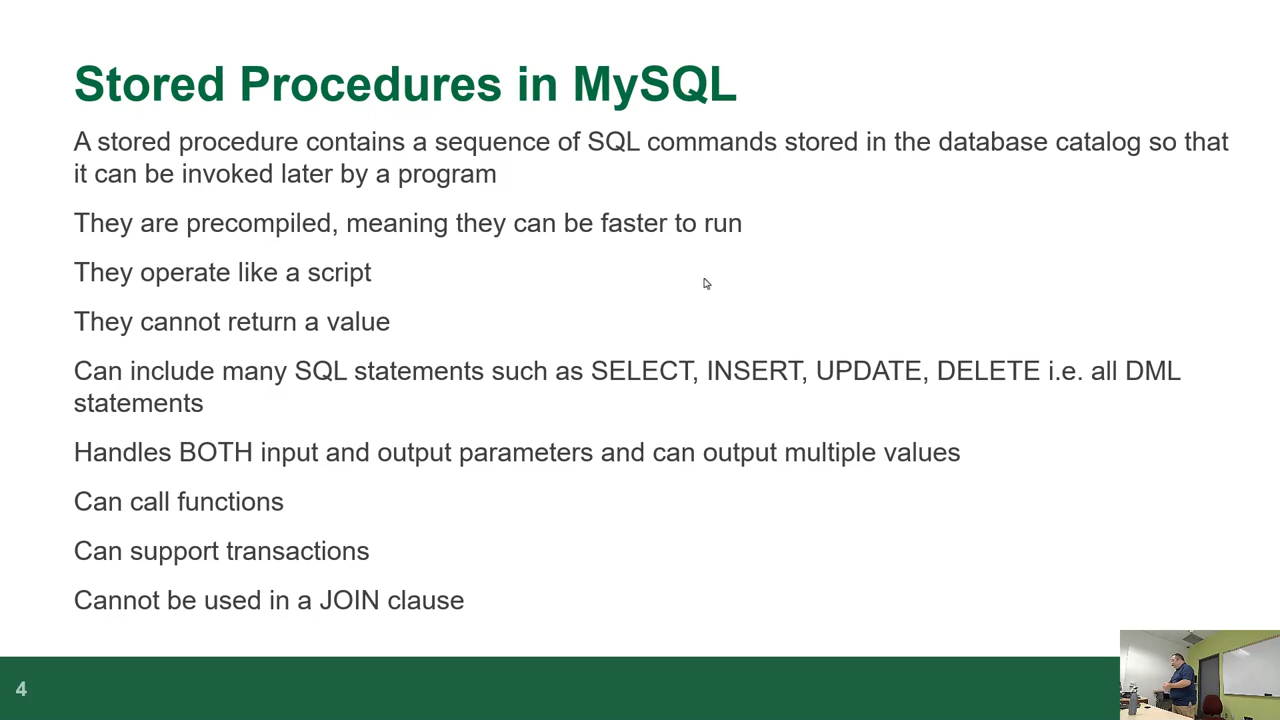 Stored Procedures in MySQL
A stored procedure contains a sequence of SQL commands stored in the database catalog so that
it can be invoked later by a program
They are precompiled, meaning they can be faster to run
They operate like a script
They cannot return a value
Can include many SQL statements such as SELECT, INSERT, UPDATE, DELETE i.e. all DML
statements
Handles BOTH input and output parameters and can output multiple values
Can call functions
Can support transactions
Cannot be used in a JOIN clause
4